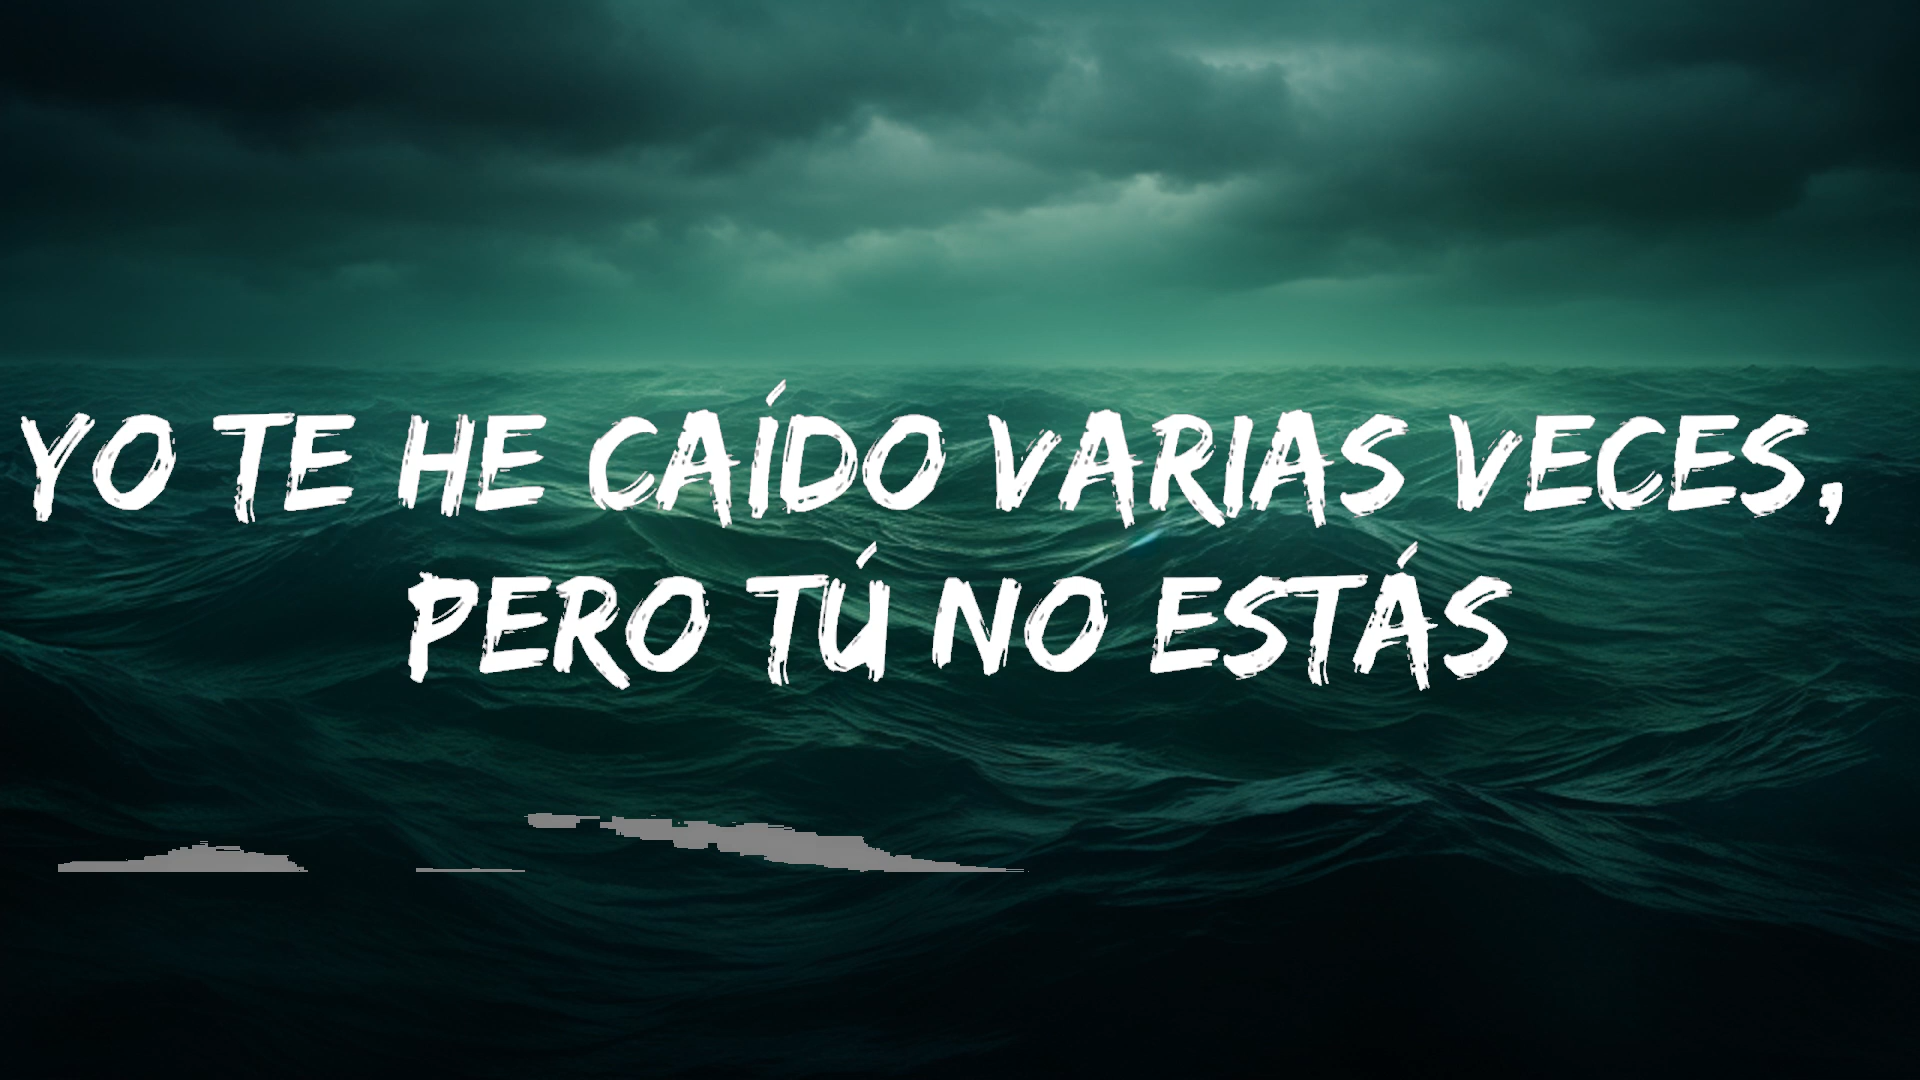 YO TE HE CAÍDO VARIAS VECES,
PERO TÚ NO ESTÁS